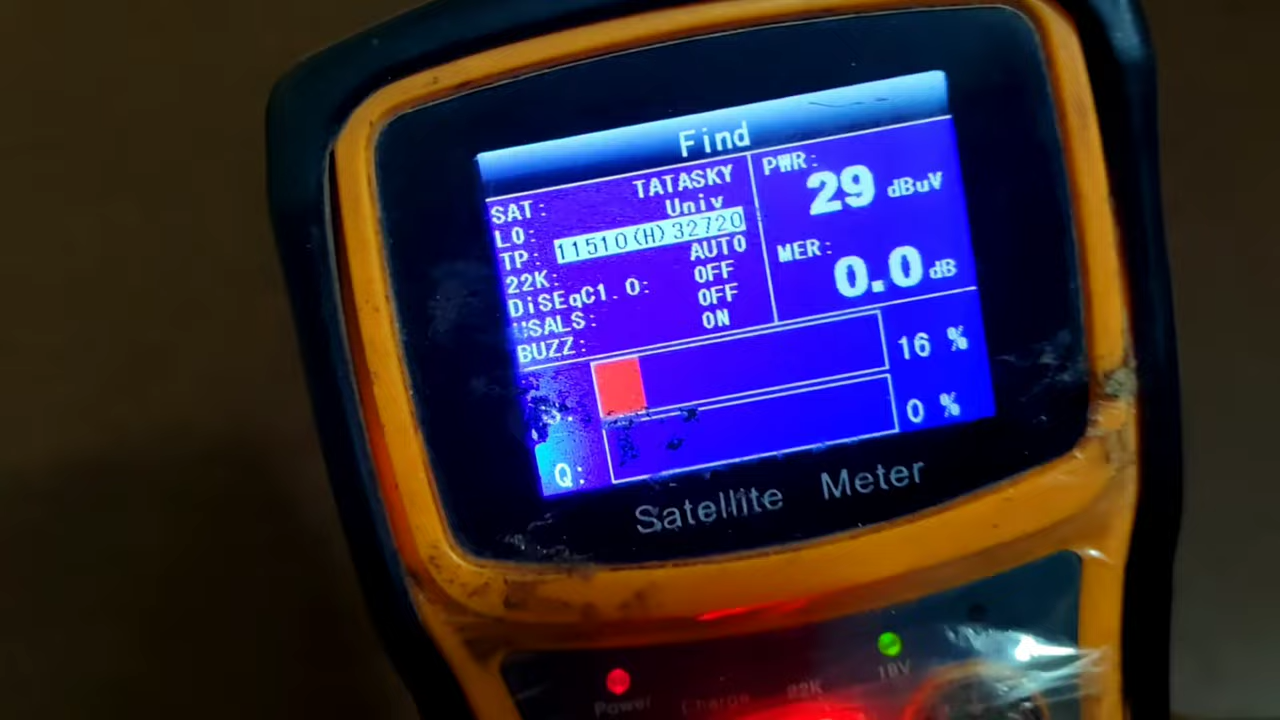 Find
SAT: TATASKY
LO: Univ
TP: 11510(H)32720
22K: AUTO
DiSEqC1.0: OFF
USALS: OFF
BUZZ: ON
PWR:
29 dBuV
MER:
0.0 dB
16 %
Q: 0 %
Satellite Meter
Power Charge 22K 18V